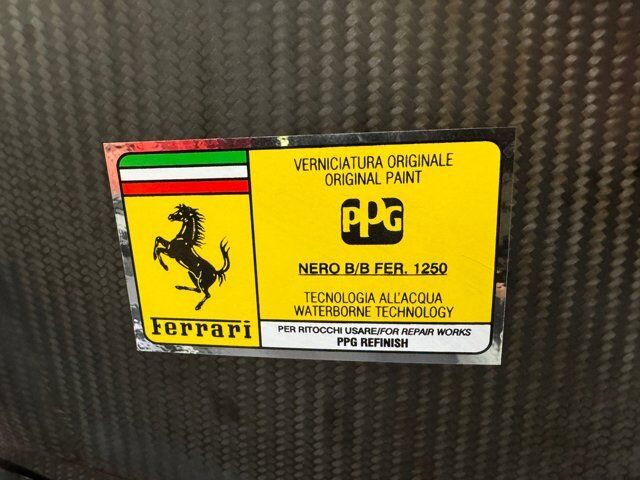 VERNICIATURA ORIGINALE
ORIGINAL PAINT
PPG
NERO B/B FER. 1250
TECNOLOGIA ALL'ACQUA
WATERBORNE TECHNOLOGY
Ferrari
PER RITOCCHI USARE/FOR REPAIR WORKS
PPG REFINISH